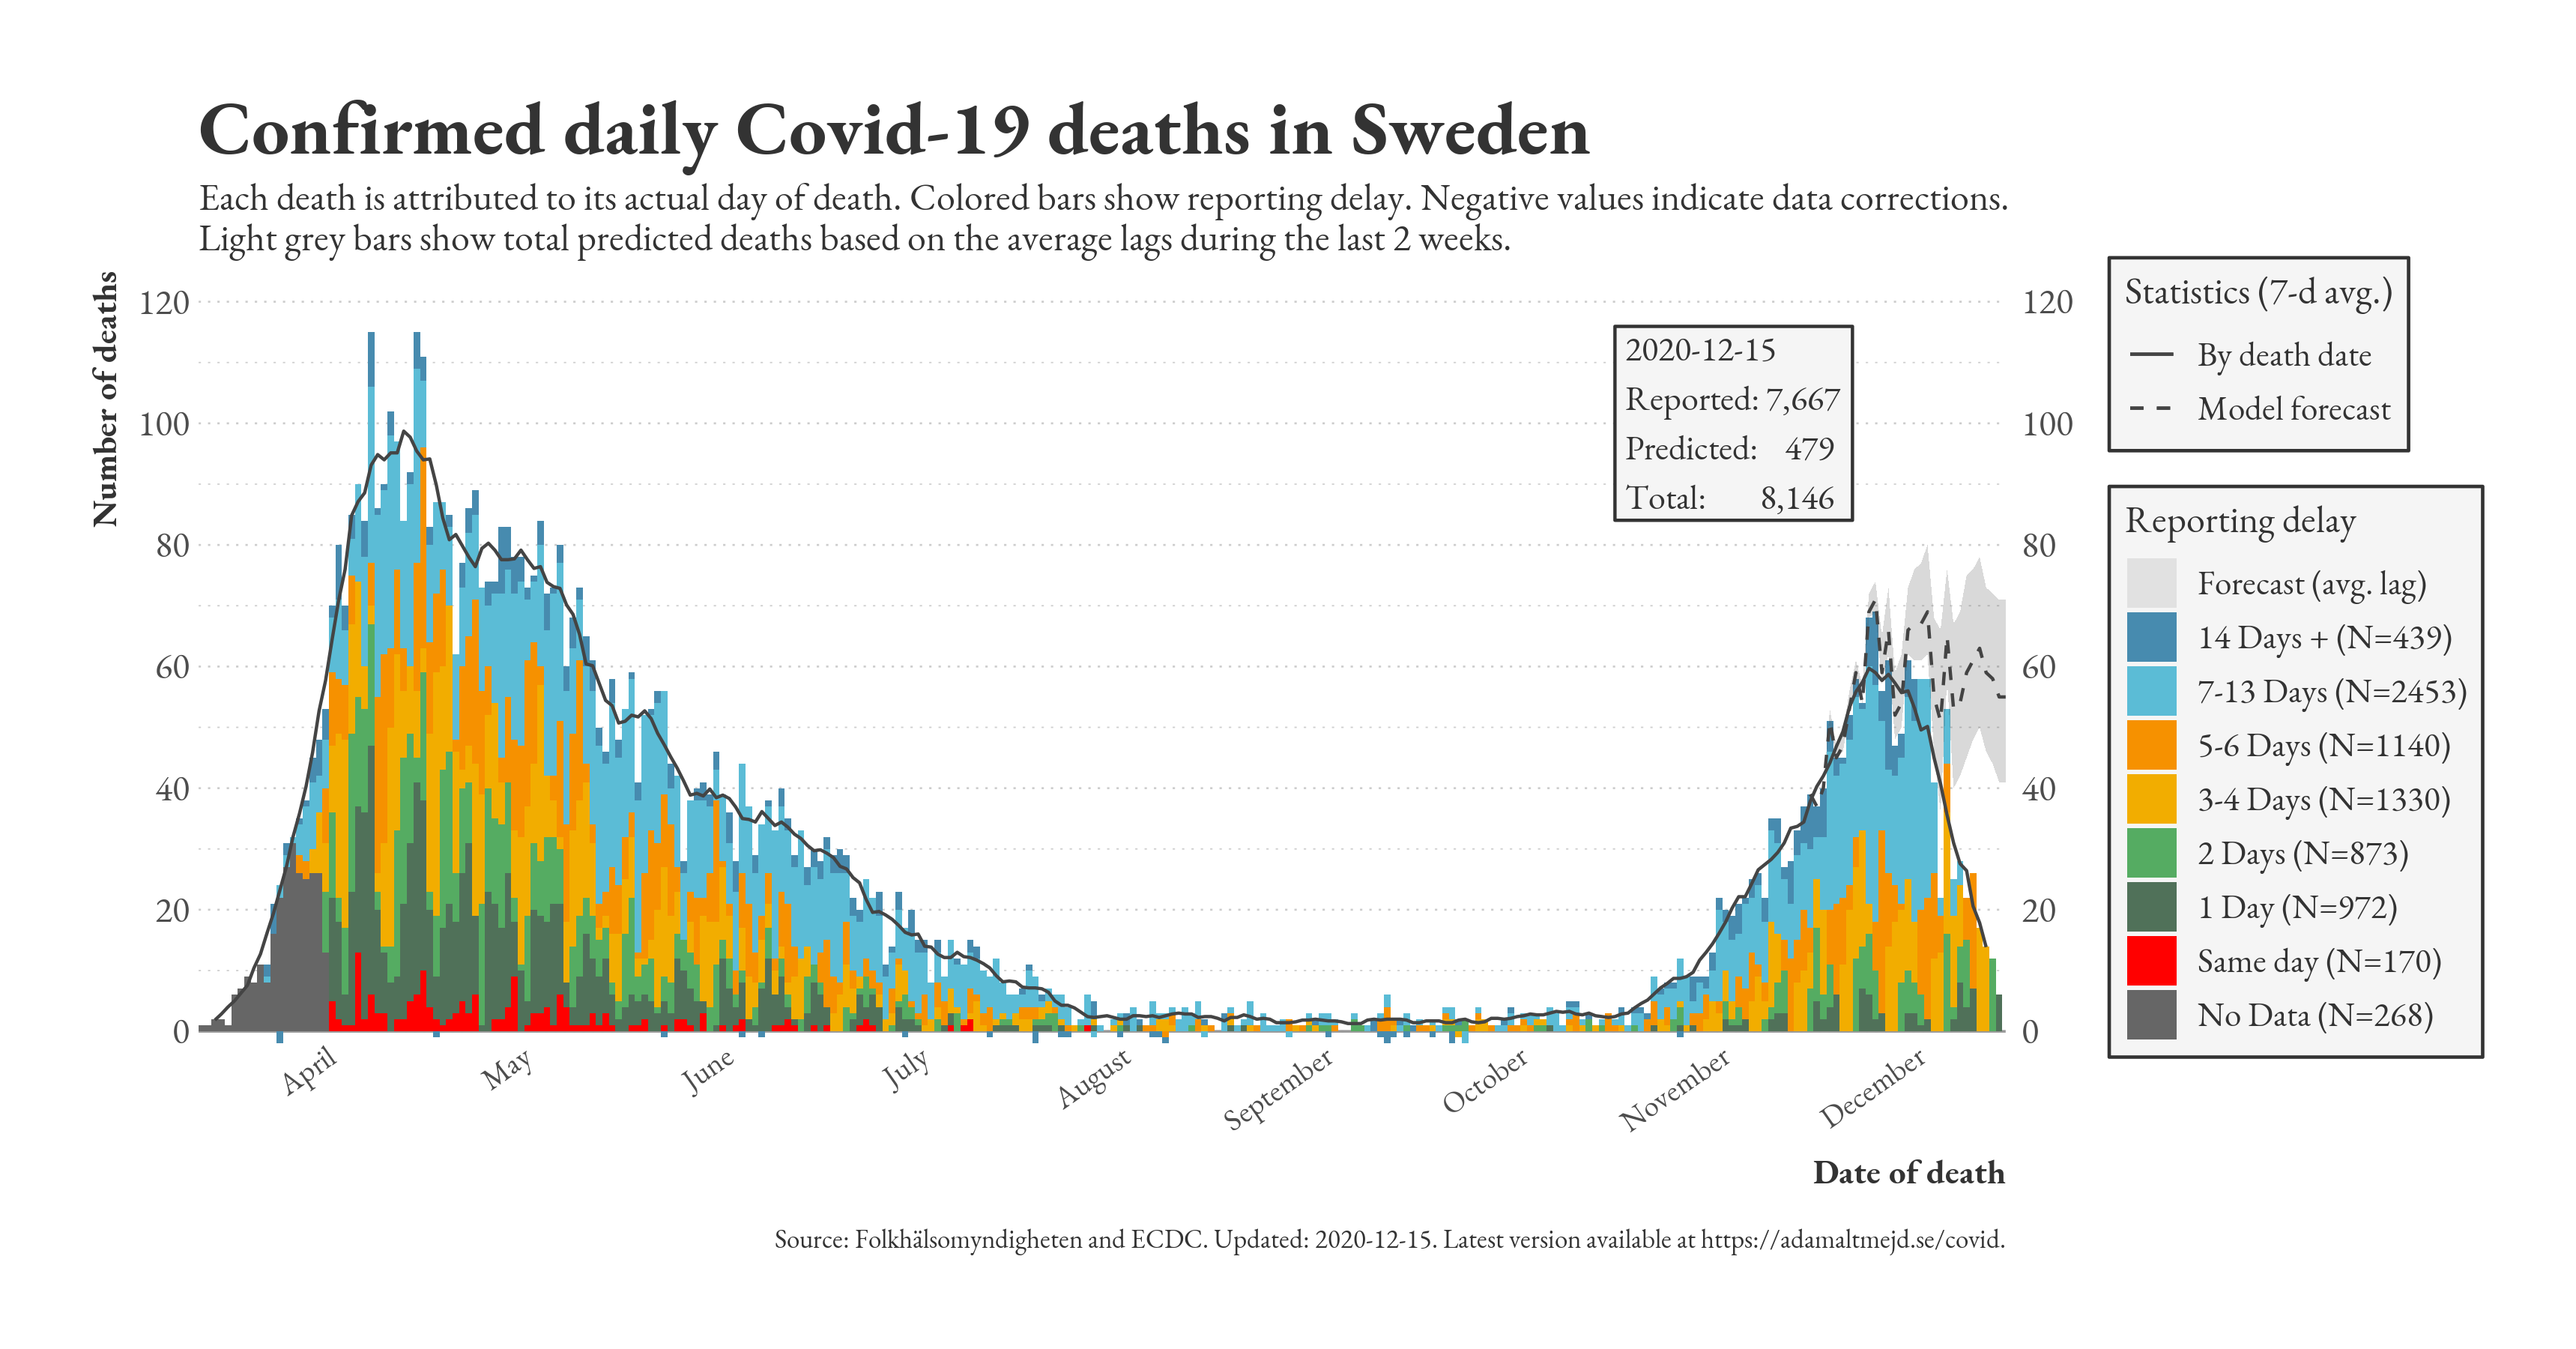 Confirmed daily Covid-19 deaths in Sweden
Each death is attributed to its actual day of death. Colored bars show reporting delay. Negative values indicate data corrections.
Light grey bars show total predicted deaths based on the average lags during the last 2 weeks.
Number of deaths
120
100
80
60
40
20
0
2020-12-15
Reported: 7,667
Predicted: 479
Total: 8,146
120
100
80
60
40
20
0
April
May
June
July
August
September
October
November
December
Date of death
Statistics (7-d avg.)
By death date
Model forecast
Reporting delay
Forecast (avg. lag)
14 Days + (N=439)
7-13 Days (N=2453)
5-6 Days (N=1140)
3-4 Days (N=1330)
2 Days (N=873)
1 Day (N=972)
Same day (N=170)
No Data (N=268)
Source: Folkhälsomyndigheten and ECDC. Updated: 2020-12-15. Latest version available at https://adamaltmejd.se/covid.